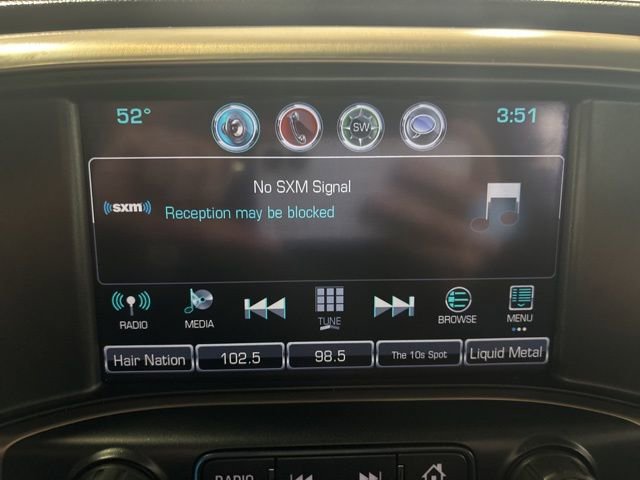 52°
SW
3:51
No SXM Signal
((sxm))
Reception may be blocked
RADIO
MEDIA
TUNE
BROWSE
MENU
Hair Nation
102.5
98.5
The 10s Spot
Liquid Metal
RADIO